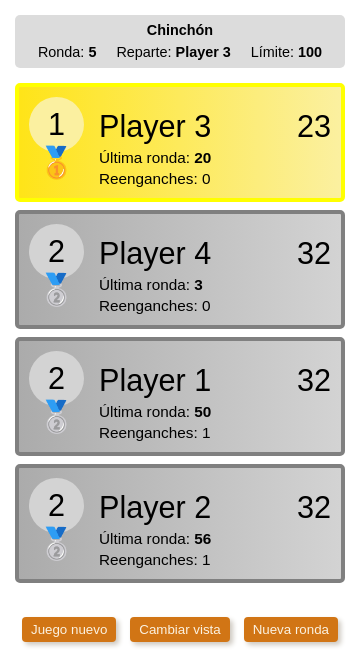 Chinchón
Ronda: 5 Reparte: Player 3 Límite: 100
1
Player 3 23
Última ronda: 20
Reenganches: 0
2
Player 4 32
Última ronda: 3
Reenganches: 0
2
Player 1 32
Última ronda: 50
Reenganches: 1
2
Player 2 32
Última ronda: 56
Reenganches: 1
Juego nuevo Cambiar vista Nueva ronda